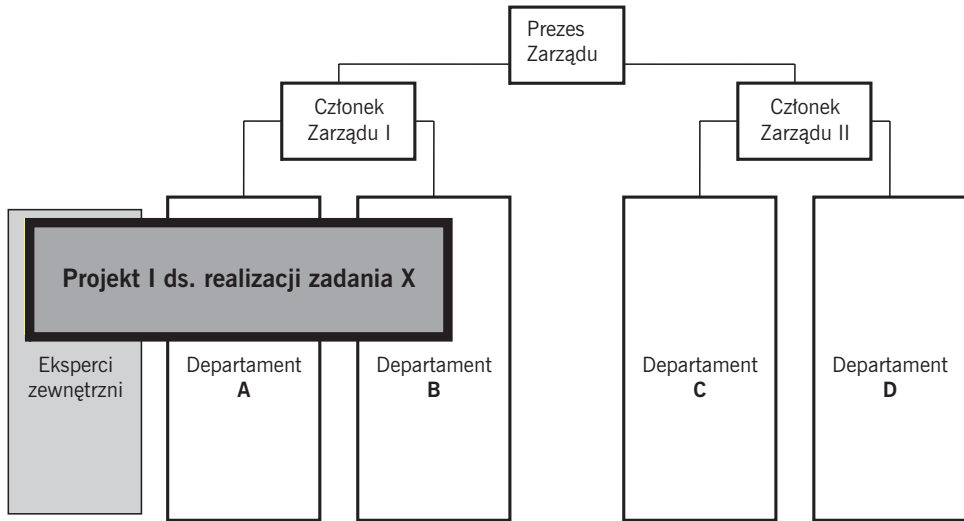 Prezes
Zarządu
Członek
Zarządu I
Członek
Zarządu II
Projekt I ds. realizacji zadania X
Eksperci
zewnętrzni
Departament
A
Departament
B
Departament
C
Departament
D